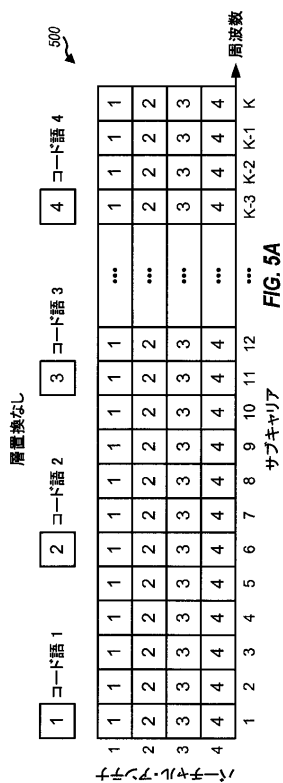 500
層置換なし
1 コード語 1 2 コード語 2 3 コード語 3 4 コード語 4
バーチャル・アンテナ
1 1 1 1 1 1 1 1 1 1 1 1 1 ... 1 1 1 1
2 2 2 2 2 2 2 2 2 2 2 2 2 ... 2 2 2 2
3 3 3 3 3 3 3 3 3 3 3 3 3 ... 3 3 3 3
4 4 4 4 4 4 4 4 4 4 4 4 4 ... 4 4 4 4
1 2 3 4 5 6 7 8 9 10 11 12 ... K-3 K-2 K-1 K
周波数
サブキャリア
FIG. 5A